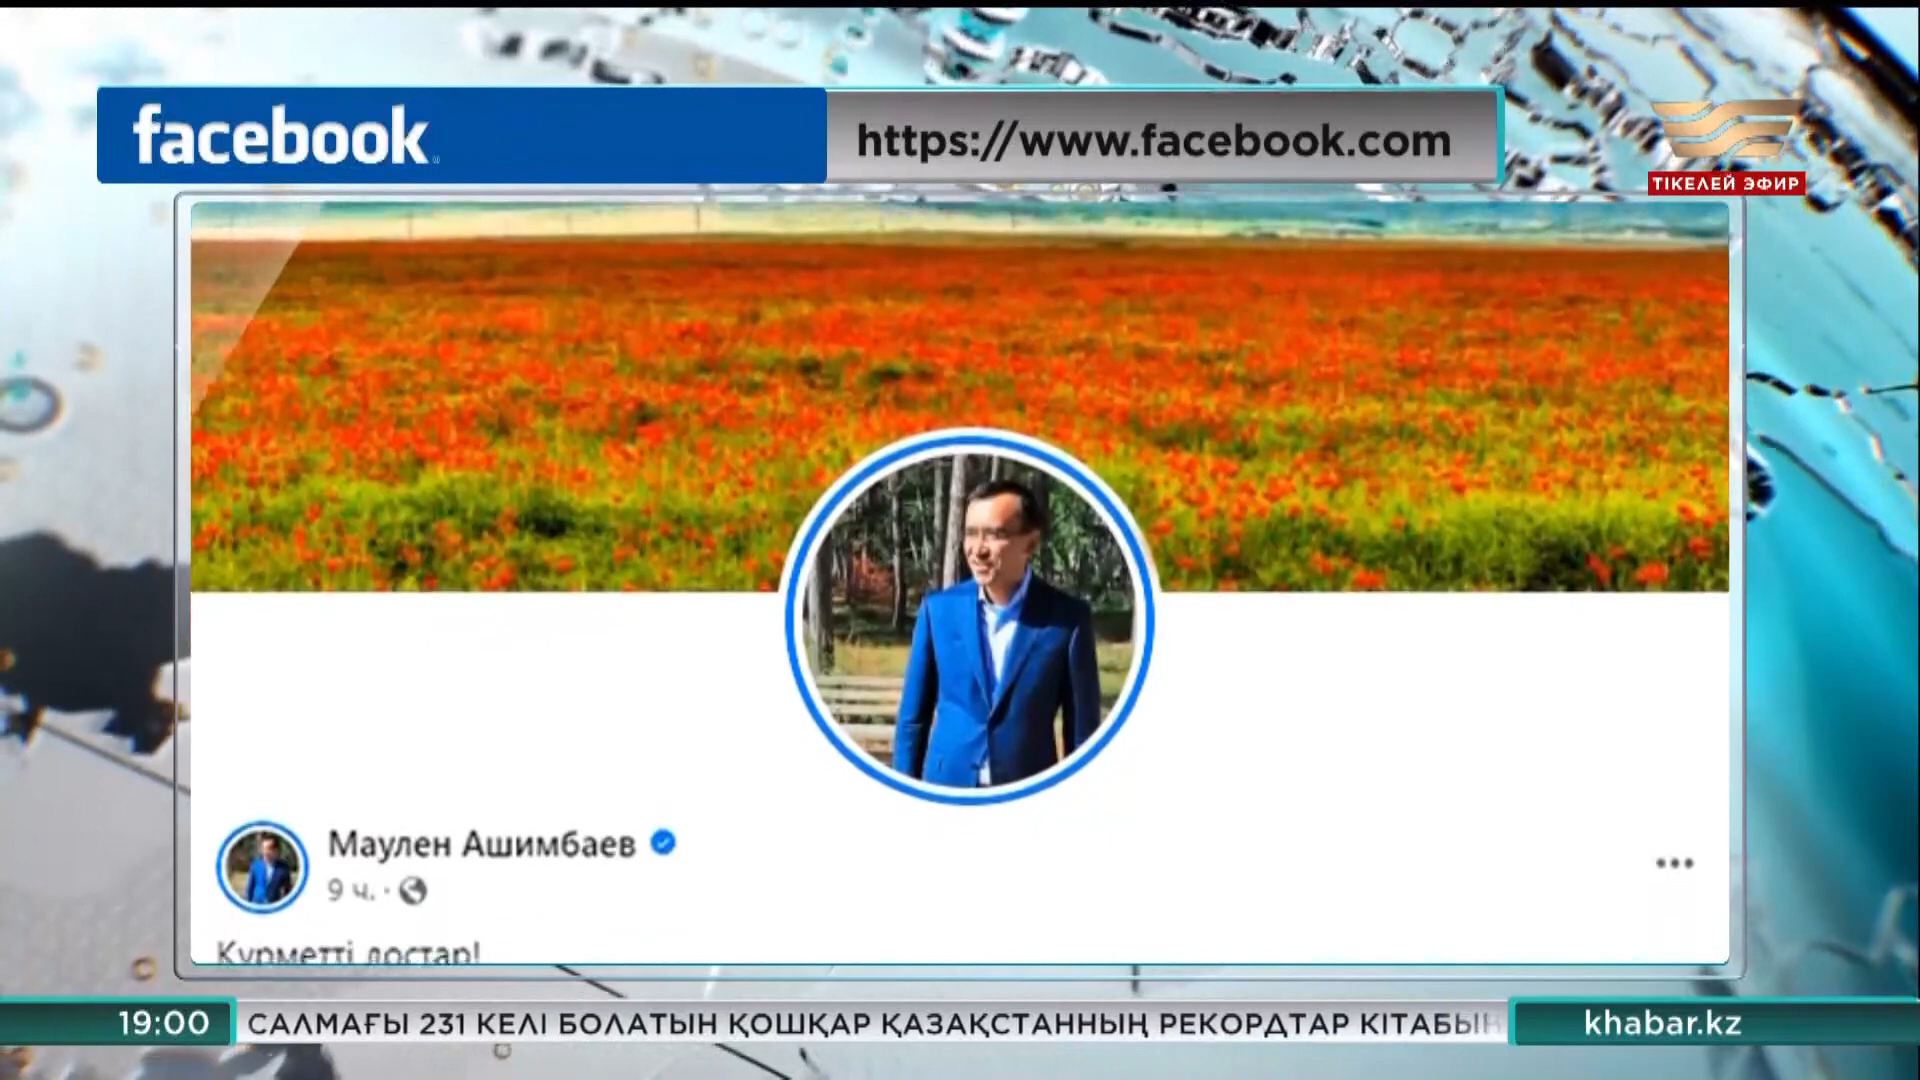 facebook
https://www.facebook.com
ТІКЕЛЕЙ ЭФИР
Маулен Ашимбаев
9 ч. ·
Құрметті достар!
19:00
САЛМАҒЫ 231 КЕЛІ БОЛАТЫН ҚОШҚАР ҚАЗАҚСТАННЫҢ РЕКОРДТАР КІТАБЫН
khabar.kz